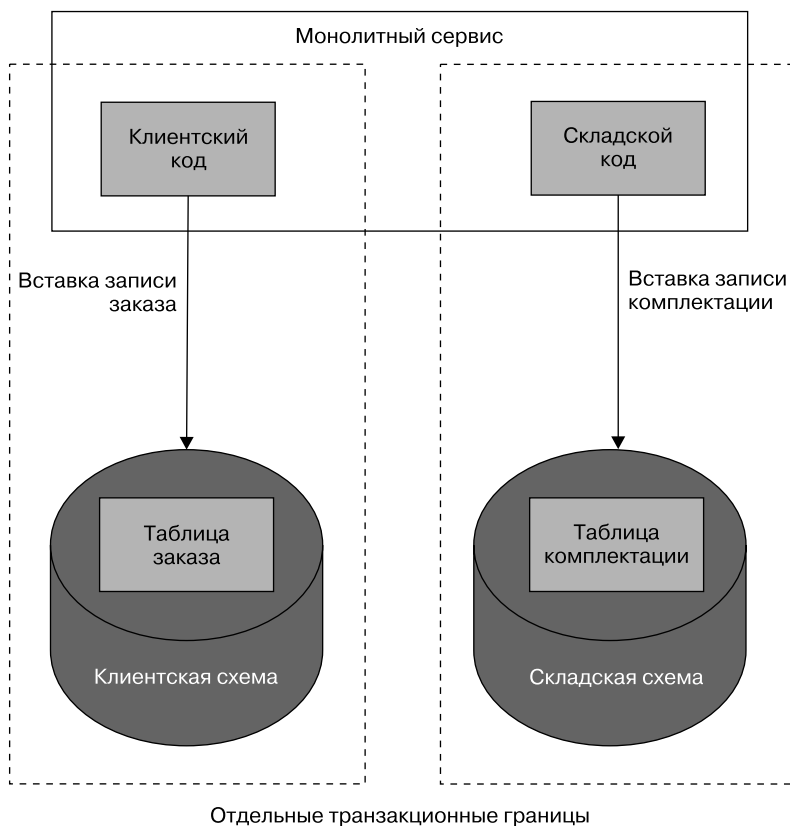 Монолитный сервис
Клиентский
код
Складской
код
Вставка записи
заказа
Вставка записи
комплектации
Таблица
заказа
Таблица
комплектации
Клиентская схема
Складская схема
Отдельные транзакционные границы